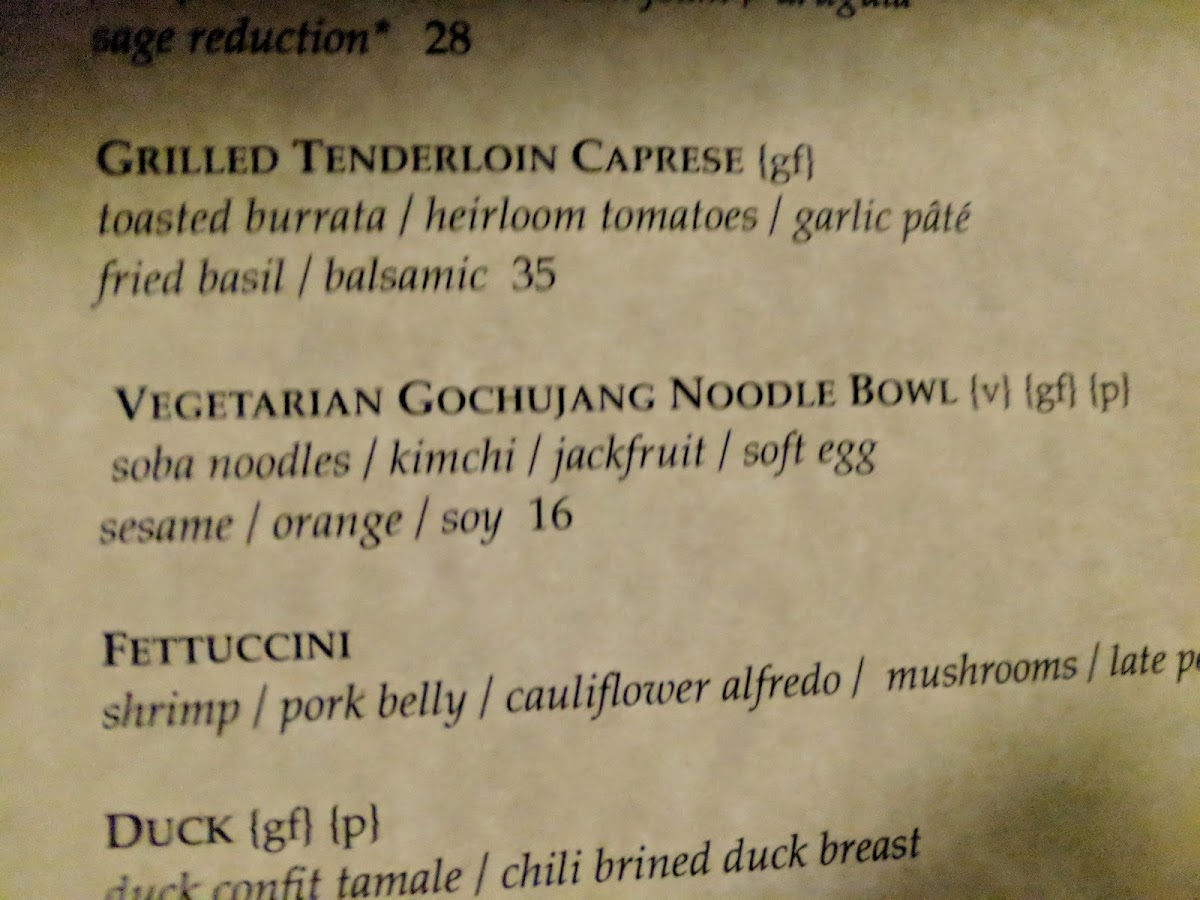 sage reduction* 28
GRILLED TENDERLOIN CAPRESE {gf}
toasted burrata / heirloom tomatoes / garlic pâté
fried basil / balsamic 35
VEGETARIAN GOCHUJANG NOODLE BOWL {v} {gf} {p}
soba noodles / kimchi / jackfruit / soft egg
sesame / orange / soy 16
FETTUCCINI
shrimp / pork belly / cauliflower alfredo / mushrooms / late
DUCK {gf} {p}
duck confit tamale / chili brined duck breast